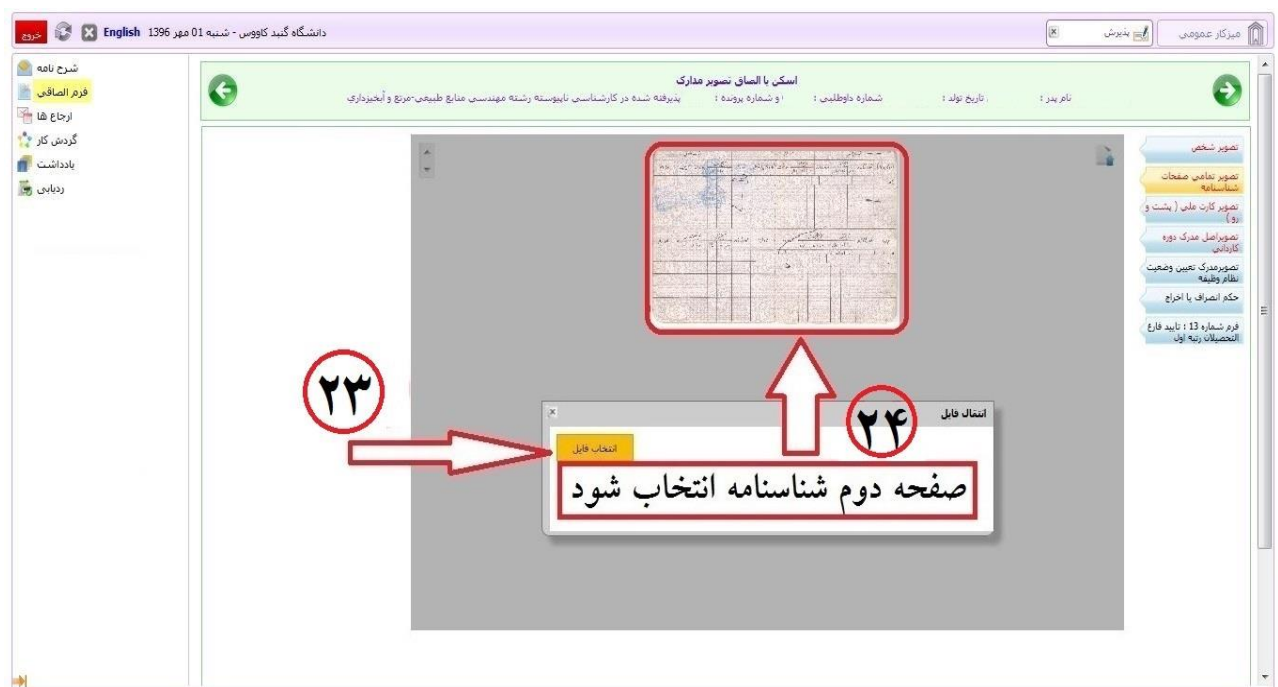 میزکار عمومی
پذیرش
دانشگاه گنبد کاووس - شنبه 01 مهر 1396 English
خروج
شرح نامه
فرم الصاقی
ارجاع ها
گردش کار
یادداشت
ردیابی
اسکن یا الصاق تصویر مدارک
نام پدر : تاریخ تولد : شماره داوطلبی : و شماره پرونده : پذیرفته شده در کارشناسی ناپیوسته رشته مهندسی منابع طبیعی-مرتع و آبخیزداری
تصویر شخص
تصویر تمامی صفحات
شناسنامه
تصویر کارت ملی ( پشت و
رو )
تصویراصل مدرک دوره
کاردانی
تصویرمدرک تعیین وضعیت
نظام وظیفه
حکم انصراف یا اخراج
فرم شماره 13 : تایید فارغ
التحصیلان رتبه اول
۲۳
۲۴
انتقال فایل
انتخاب فایل
صفحه دوم شناسنامه انتخاب شود